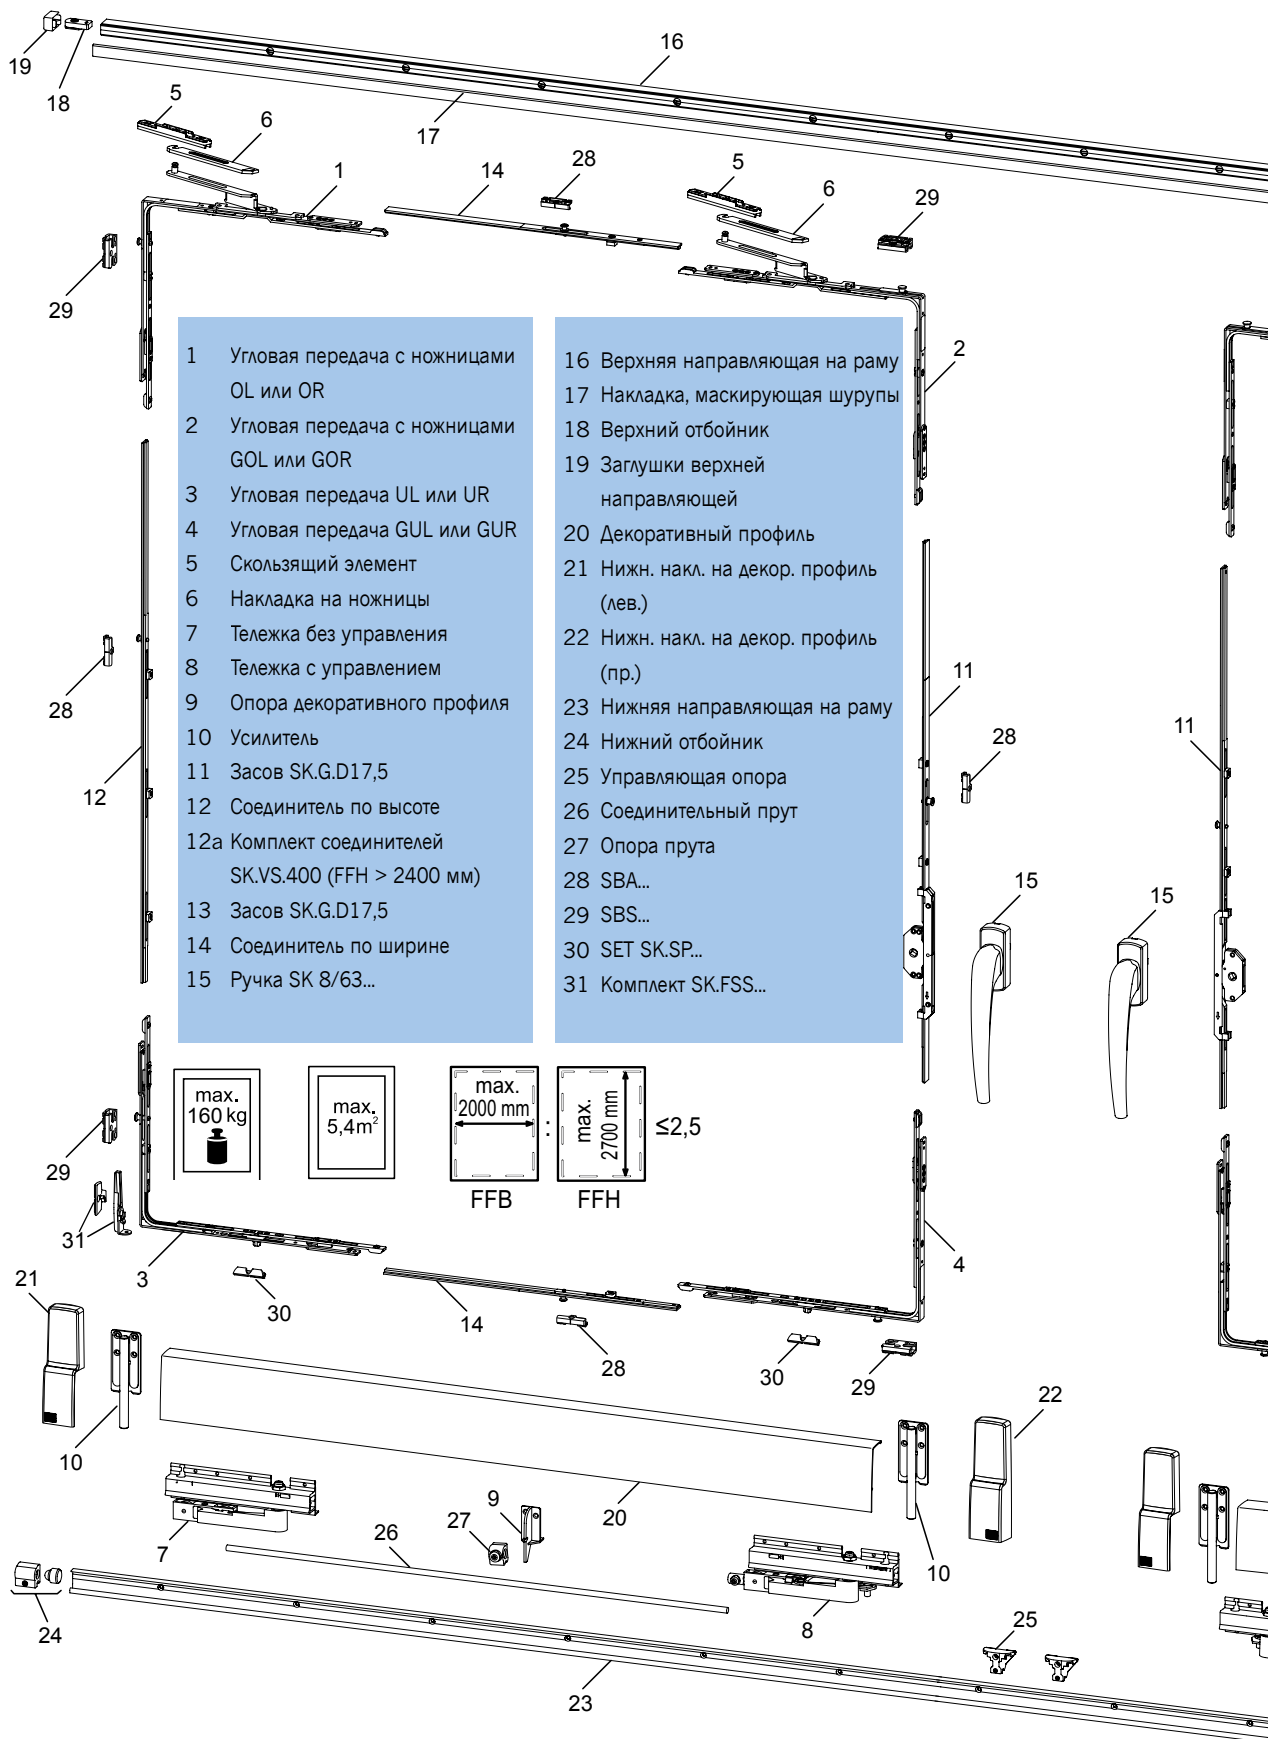 16
19
18
17
5
6
1
14
28
5
6
29
29
2
1 Угловая передача с ножницами
OL или OR
2 Угловая передача с ножницами
GOL или GOR
3 Угловая передача UL или UR
4 Угловая передача GUL или GUR
5 Скользящий элемент
6 Накладка на ножницы
7 Тележка без управления
8 Тележка с управлением
9 Опора декоративного профиля
10 Усилитель
11 Засов SK.G.D17,5
12 Соединитель по высоте
12а Комплект соединителей
SK.VS.400 (FFH > 2400 мм)
13 Засов SK.G.D17,5
14 Соединитель по ширине
15 Ручка SK 8/63...
16 Верхняя направляющая на раму
17 Накладка, маскирующая шурупы
18 Верхний отбойник
19 Заглушки верхней
направляющей
20 Декоративный профиль
21 Нижн. накл. на декор. профиль
(лев.)
22 Нижн. накл. на декор. профиль
(пр.)
23 Нижняя направляющая на раму
24 Нижний отбойник
25 Управляющая опора
26 Соединительный прут
27 Опора прута
28 SBA...
29 SBS...
30 SET SK.SP...
31 Комплект SK.FSS...
28
12
11
28
11
15
15
max.
160 kg
max.
5,4m²
max.
2000 mm
:
max.
2700 mm
≤2,5
FFB
FFH
29
31
3
30
14
28
30
29
4
21
10
22
20
7
26
27
9
8
10
24
25
23